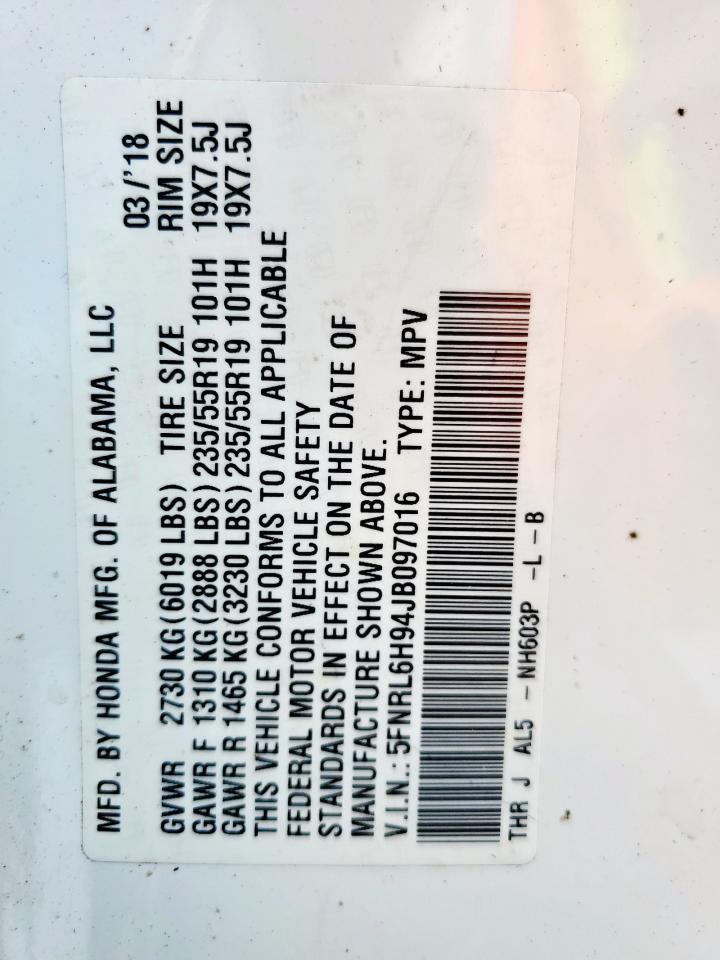 MFD. BY HONDA MFG. OF ALABAMA, LLC 03/'18
GVWR 2730 KG(6019 LBS) TIRE SIZE RIM SIZE
GAWR F 1310 KG(2888 LBS) 235/55R19 101H 19X7.5J
GAWR R 1465 KG(3230 LBS) 235/55R19 101H 19X7.5J
THIS VEHICLE CONFORMS TO ALL APPLICABLE
FEDERAL MOTOR VEHICLE SAFETY
STANDARDS IN EFFECT ON THE DATE OF
MANUFACTURE SHOWN ABOVE.
V.I.N.: 5FNRL6H94JB097016 TYPE: MPV
THR J AL5 - NH603P -L-B